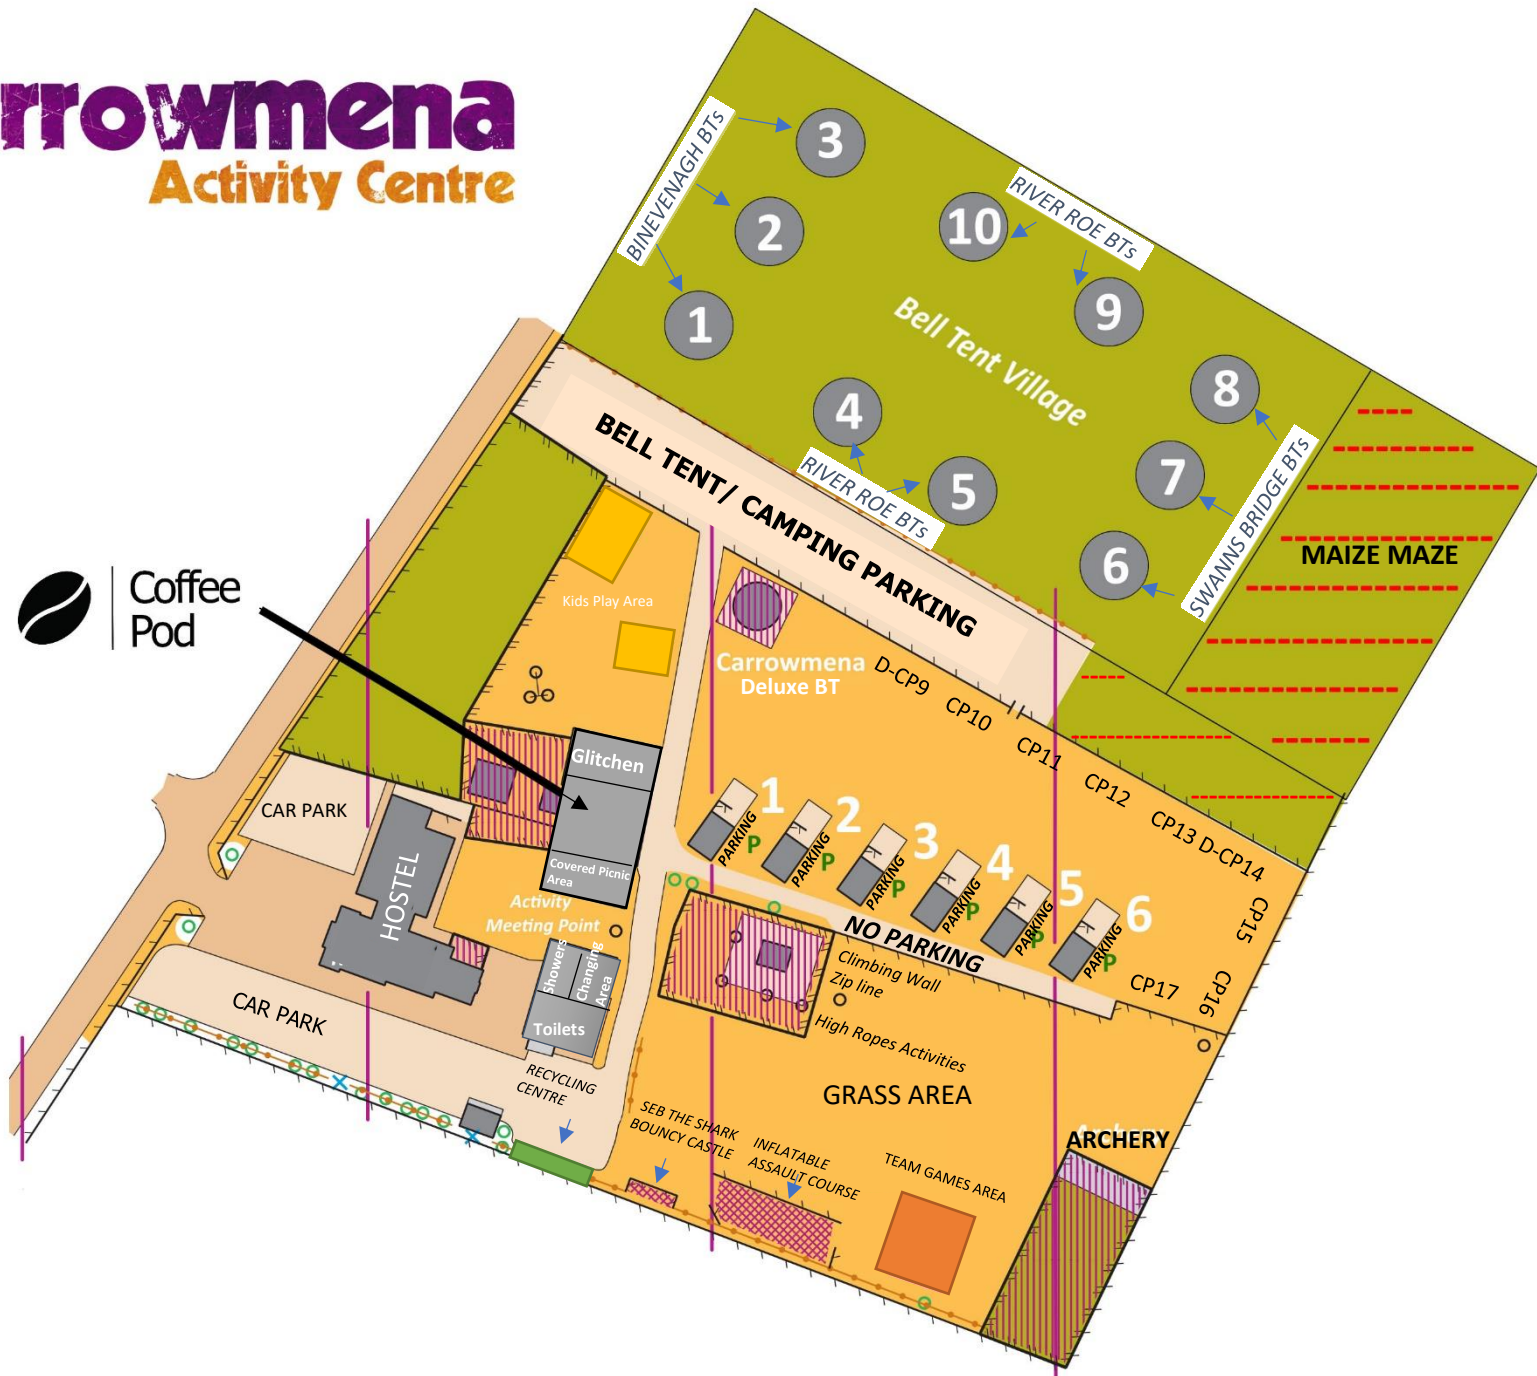 rrowmena
Activity Centre
BINEVENAGH BTs
3
2
1
10
RIVER ROE BTs
9
Bell Tent Village
8
4
7
RIVER ROE BTs
5
6
SWANNS BRIDGE BTs
MAIZE MAZE
BELL TENT/ CAMPING PARKING
Coffee
Pod
Kids Play Area
Carrowmena
Deluxe BT
D-CP9
CP10
CP11
CP12
CP13
D-CP14
CP15
CP16
CP17
Glitchen
Covered Picnic
Area
CAR PARK
HOSTEL
Activity
Meeting Point
1
PARKING
P
2
PARKING
P
3
PARKING
P
4
PARKING
P
5
PARKING
P
6
PARKING
P
NO PARKING
Climbing Wall
Zip line
High Ropes Activities
Showers
Changing
Area
Toilets
CAR PARK
RECYCLING
CENTRE
GRASS AREA
SEB THE SHARK
BOUNCY CASTLE
INFLATABLE
ASSAULT COURSE
TEAM GAMES AREA
ARCHERY